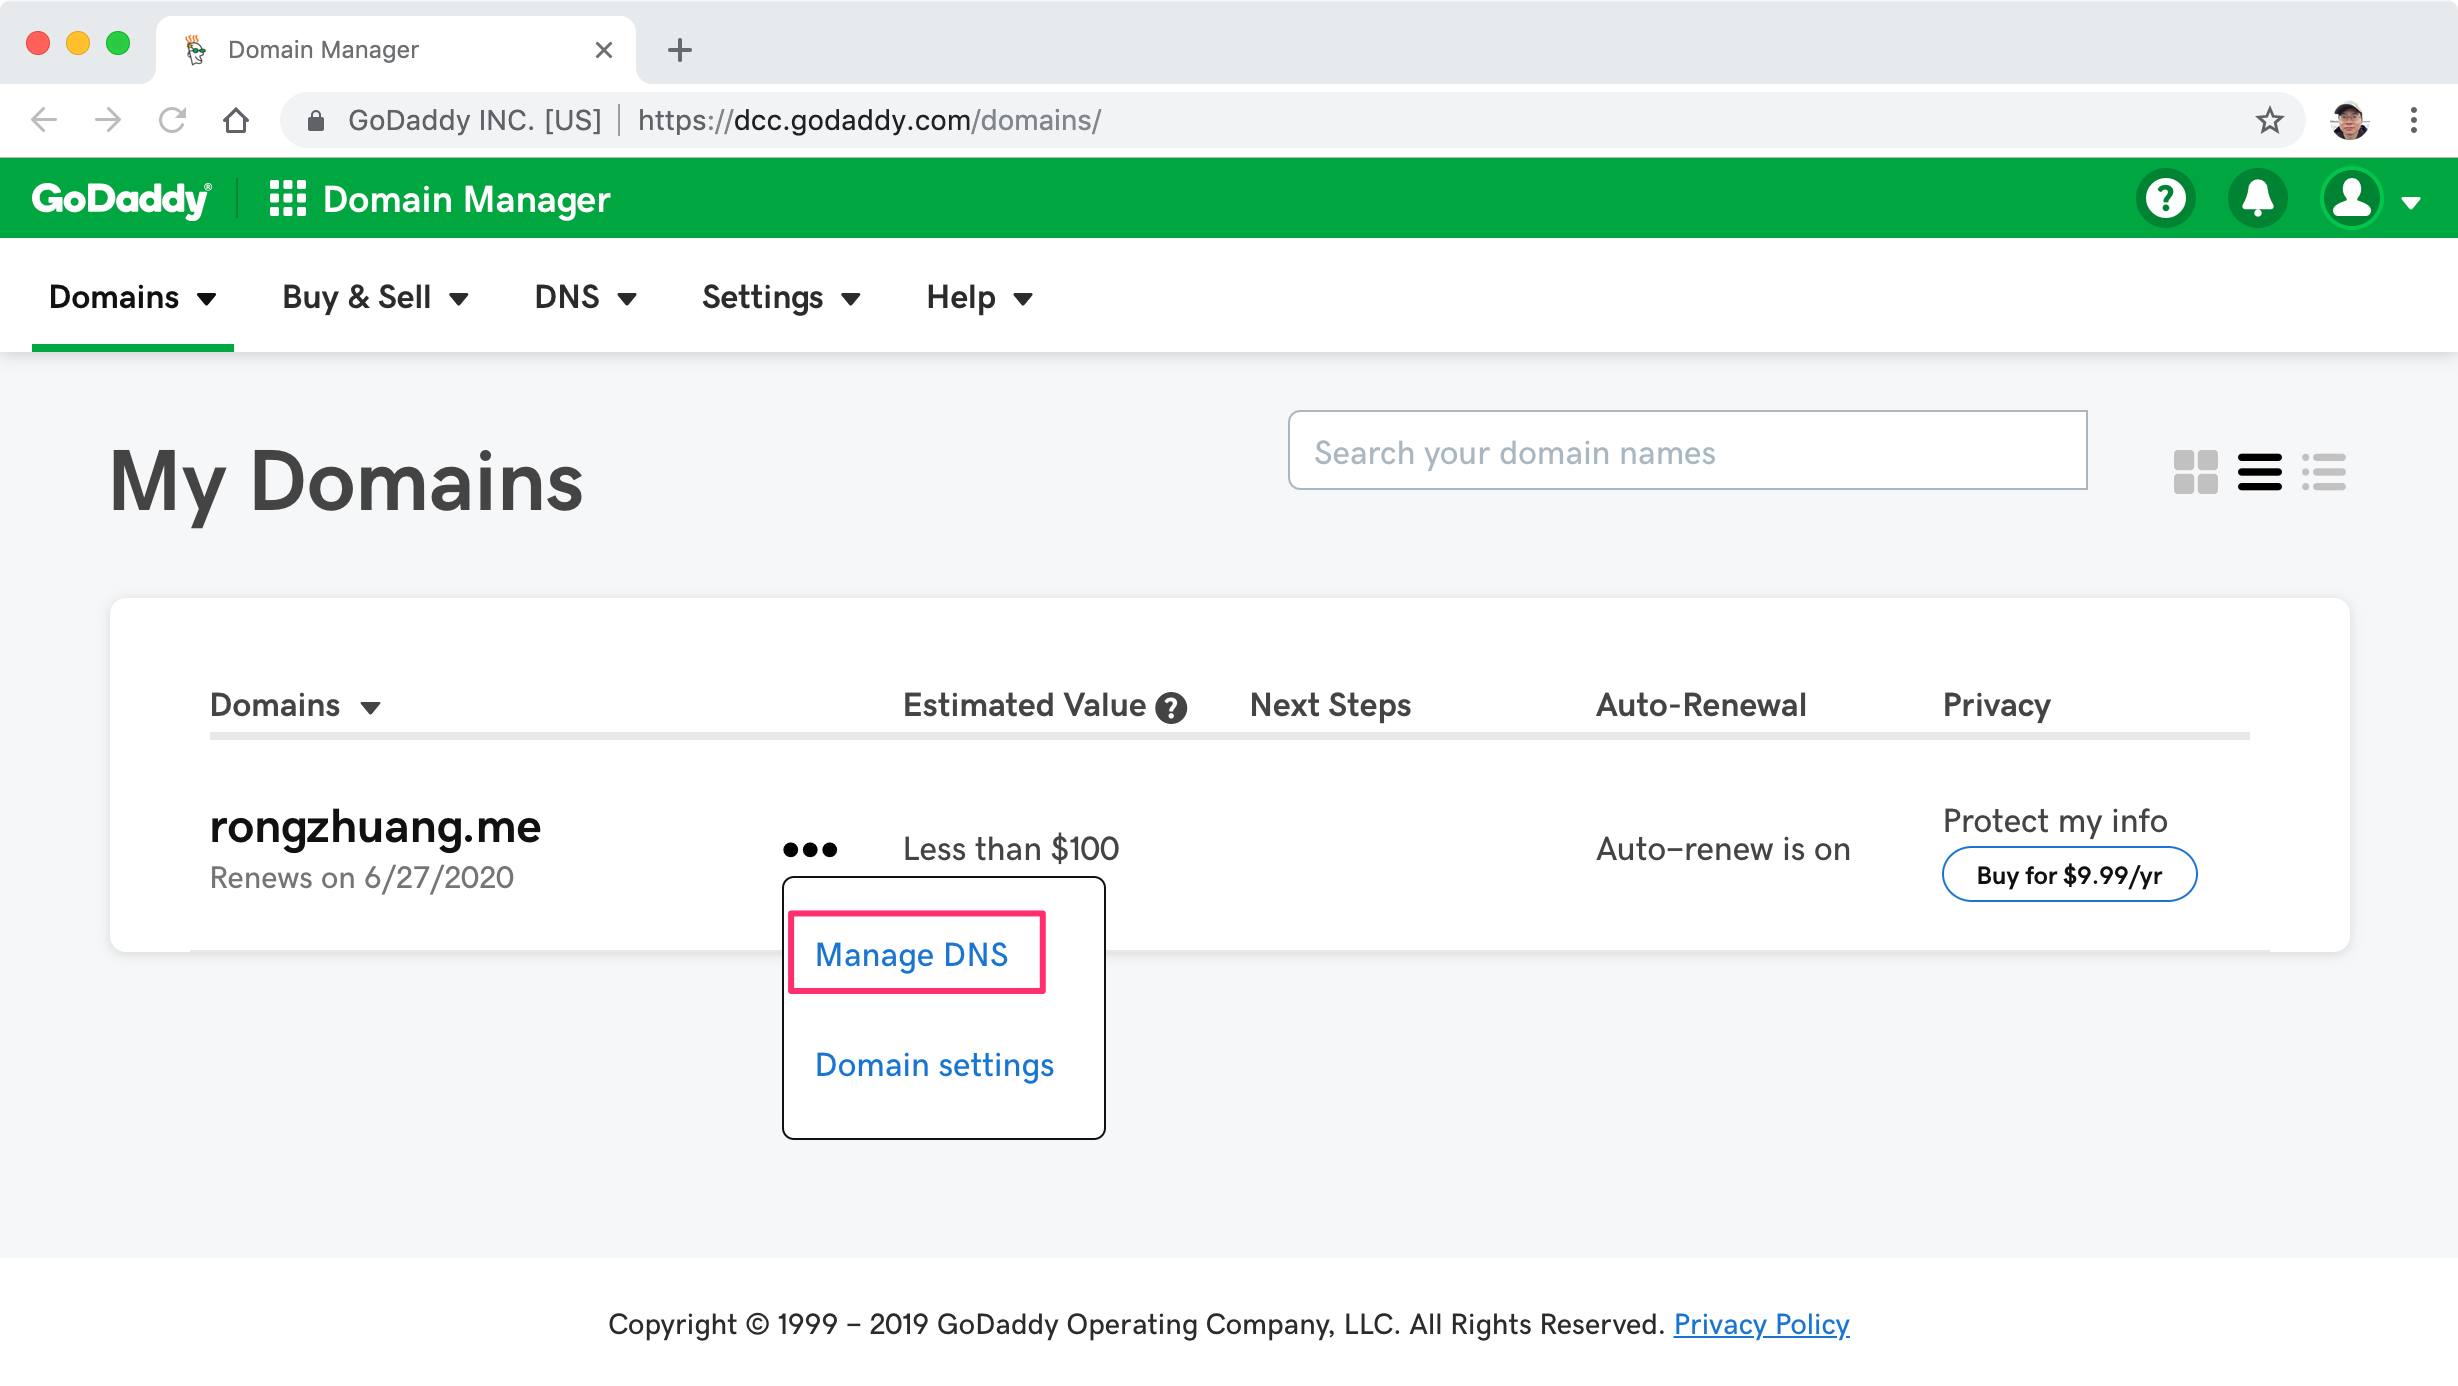 Domain Manager
GoDaddy INC. [US] | https://dcc.godaddy.com/domains/
GoDaddy® Domain Manager
Domains Buy & Sell DNS Settings Help
My Domains
Search your domain names
Domains Estimated Value Next Steps Auto-Renewal Privacy
rongzhuang.me
Renews on 6/27/2020
Less than $100
Auto-renew is on
Protect my info
Buy for $9.99/yr
Manage DNS
Domain settings
Copyright © 1999 – 2019 GoDaddy Operating Company, LLC. All Rights Reserved. Privacy Policy